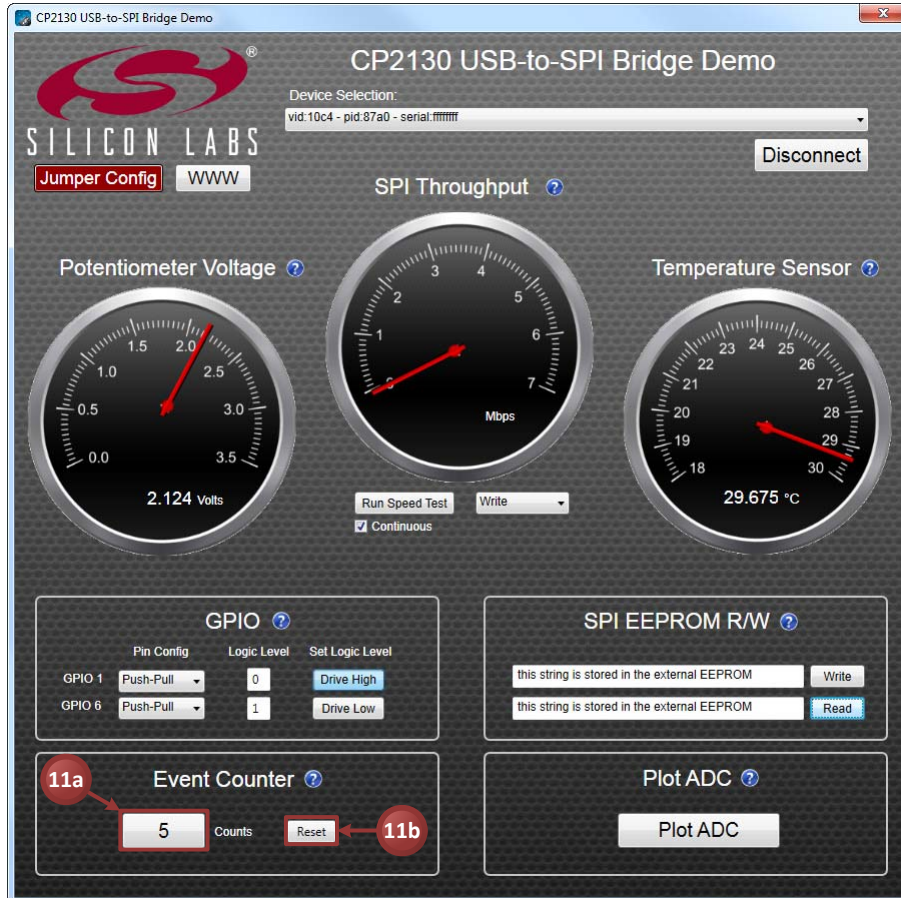 CP2130 USB-to-SPI Bridge Demo
CP2130 USB-to-SPI Bridge Demo
®
SILICON LABS
Device Selection:
vid:10c4 - pid:87a0 - serial:ffffffff
Disconnect
Jumper Config WWW
SPI Throughput ?
0 1 2 3 4 5 6 7
Mbps
Run Speed Test Write
Continuous
Potentiometer Voltage ?
0.0 0.5 1.0 1.5 2.0 2.5 3.0 3.5
2.124 Volts
Temperature Sensor ?
18 19 20 21 22 23 24 25 26 27 28 29 30
29.675 °C
GPIO ?
Pin Config Logic Level Set Logic Level
GPIO 1 Push-Pull 0 Drive High
GPIO 6 Push-Pull 1 Drive Low
SPI EEPROM R/W ?
this string is stored in the external EEPROM Write
this string is stored in the external EEPROM Read
11a
Event Counter ?
5 Counts Reset 11b
Plot ADC ?
Plot ADC